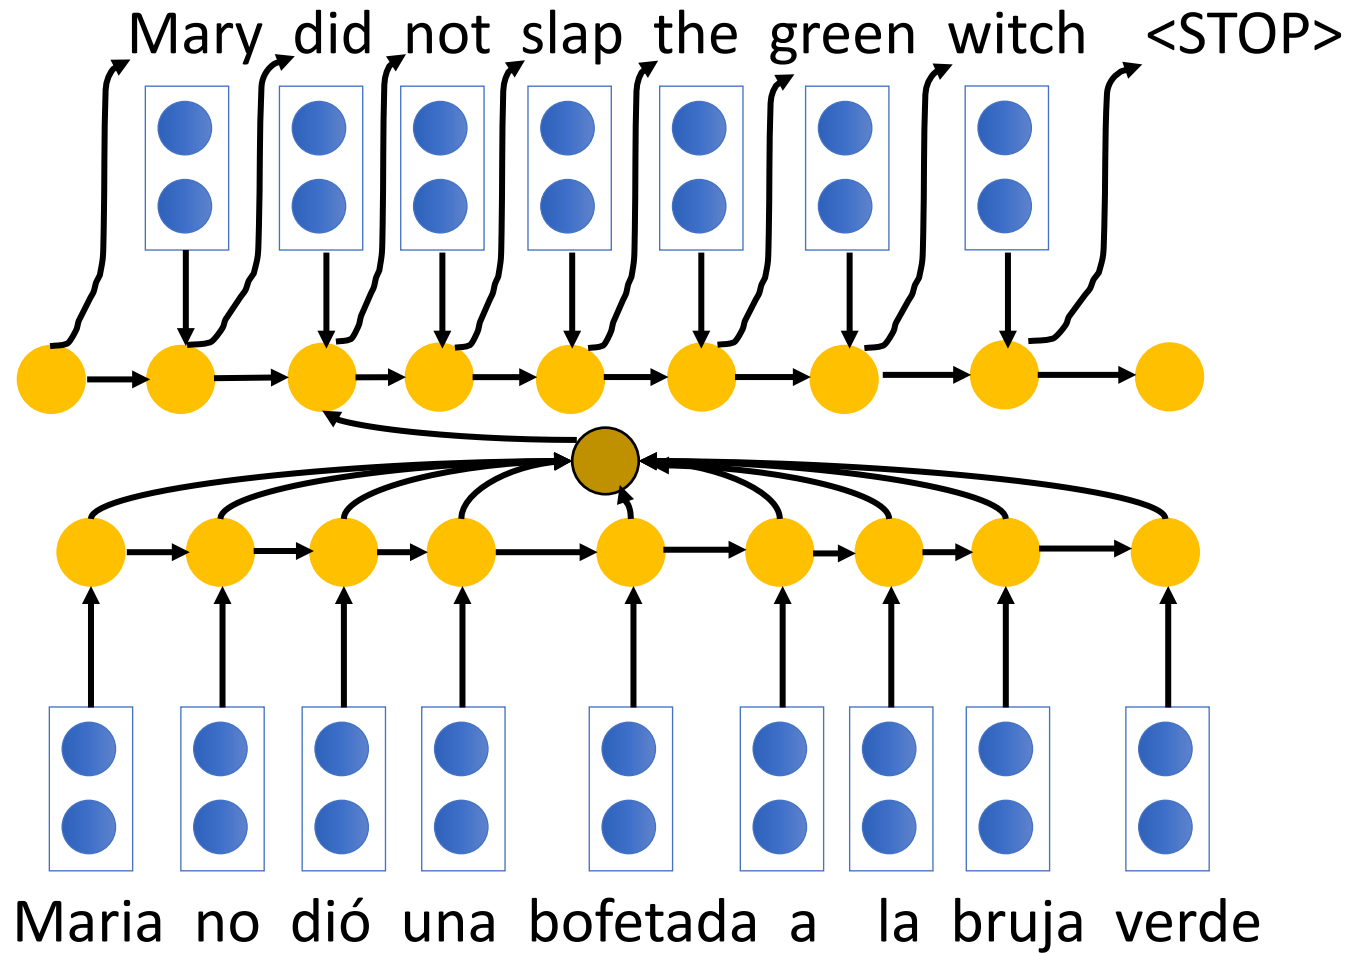 Mary did not slap the green witch <STOP>
Maria no dió una bofetada a la bruja verde